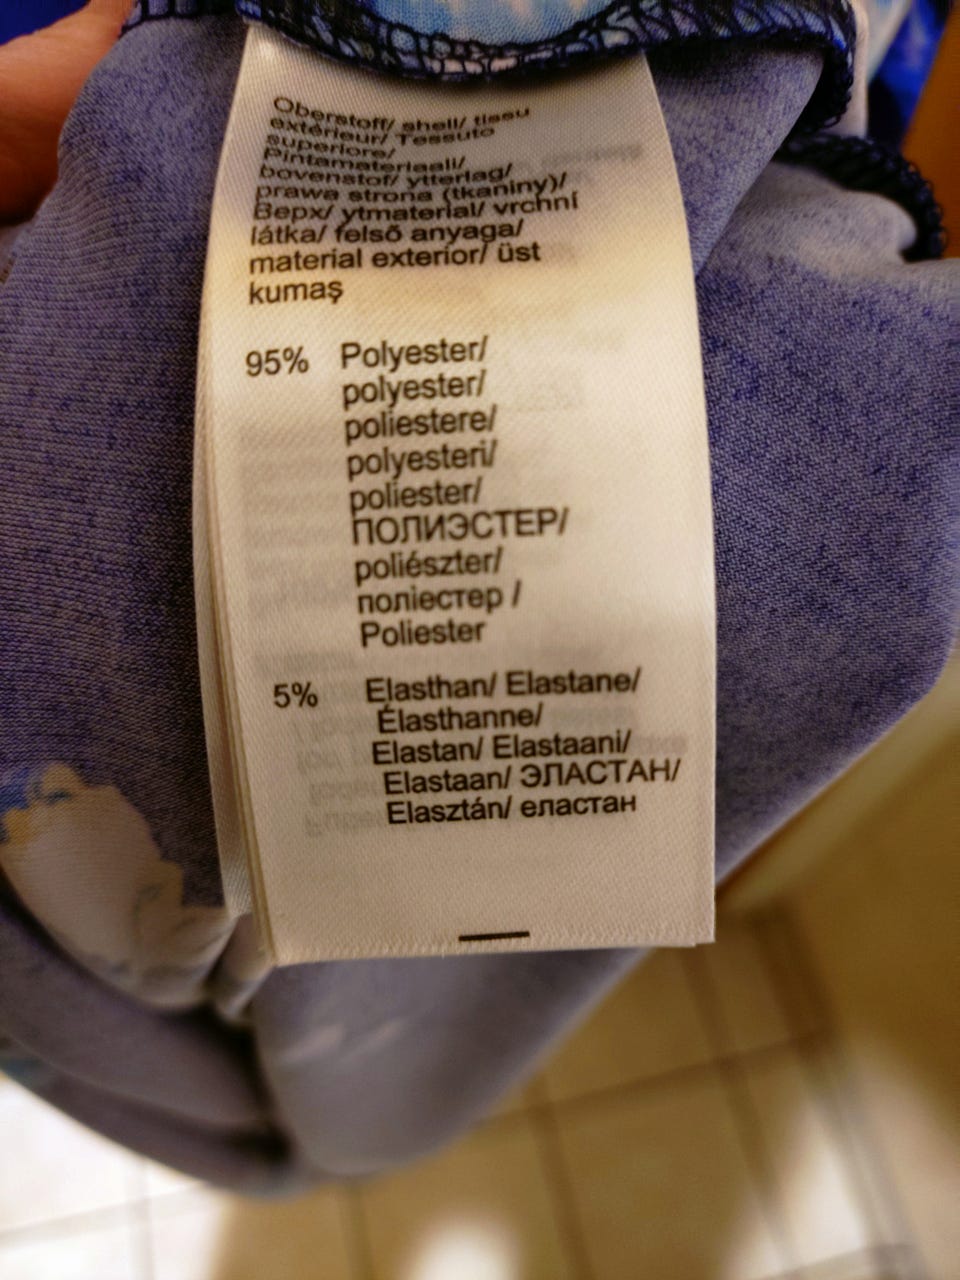 Oberstoff/ shell/ tissu
extérieur/ Tessuto
superiore/
Pintamateriaali/
bovenstof/ ytterlag/
prawa strona (tkaniny)/
Верх/ ytmaterial/ vrchní
látka/ felső anyaga/
material exterior/ üst
kumaş
95% Polyester/
polyester/
poliestere/
polyesteri/
poliester/
ПОЛИЭСТЕР/
poliészter/
поліестер /
Poliester
5% Elasthan/ Elastane/
Élasthanne/
Elastan/ Elastaani/
Elastaan/ ЭЛАСТАН/
Elasztán/ еластан